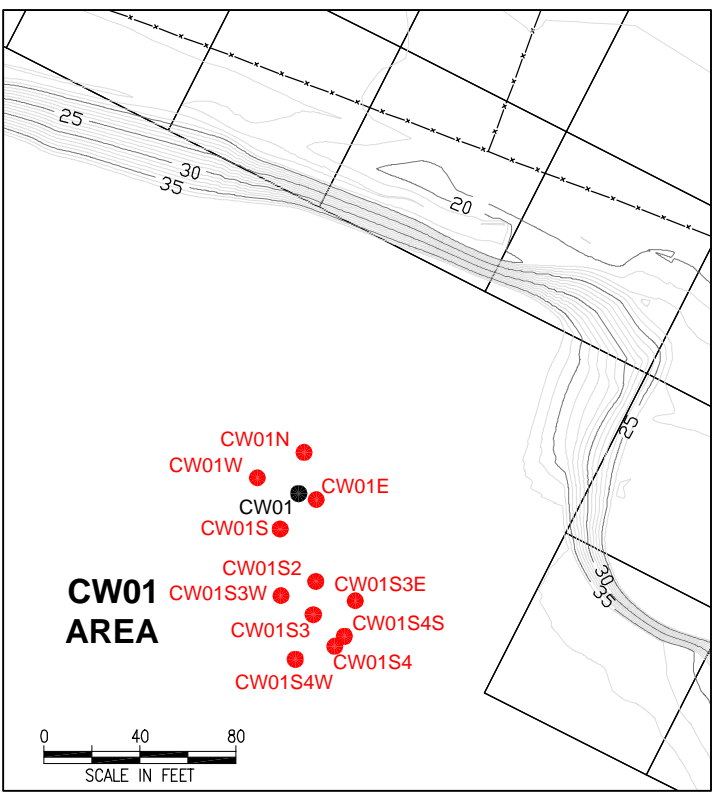 25
30
35
20
25
CW01N
CW01W
CW01E
CW01
CW01S
CW01S2
CW01S3W
CW01S3E
CW01
AREA
CW01S3
CW01S4S
CW01S4
CW01S4W
30
35
0 40 80
SCALE IN FEET